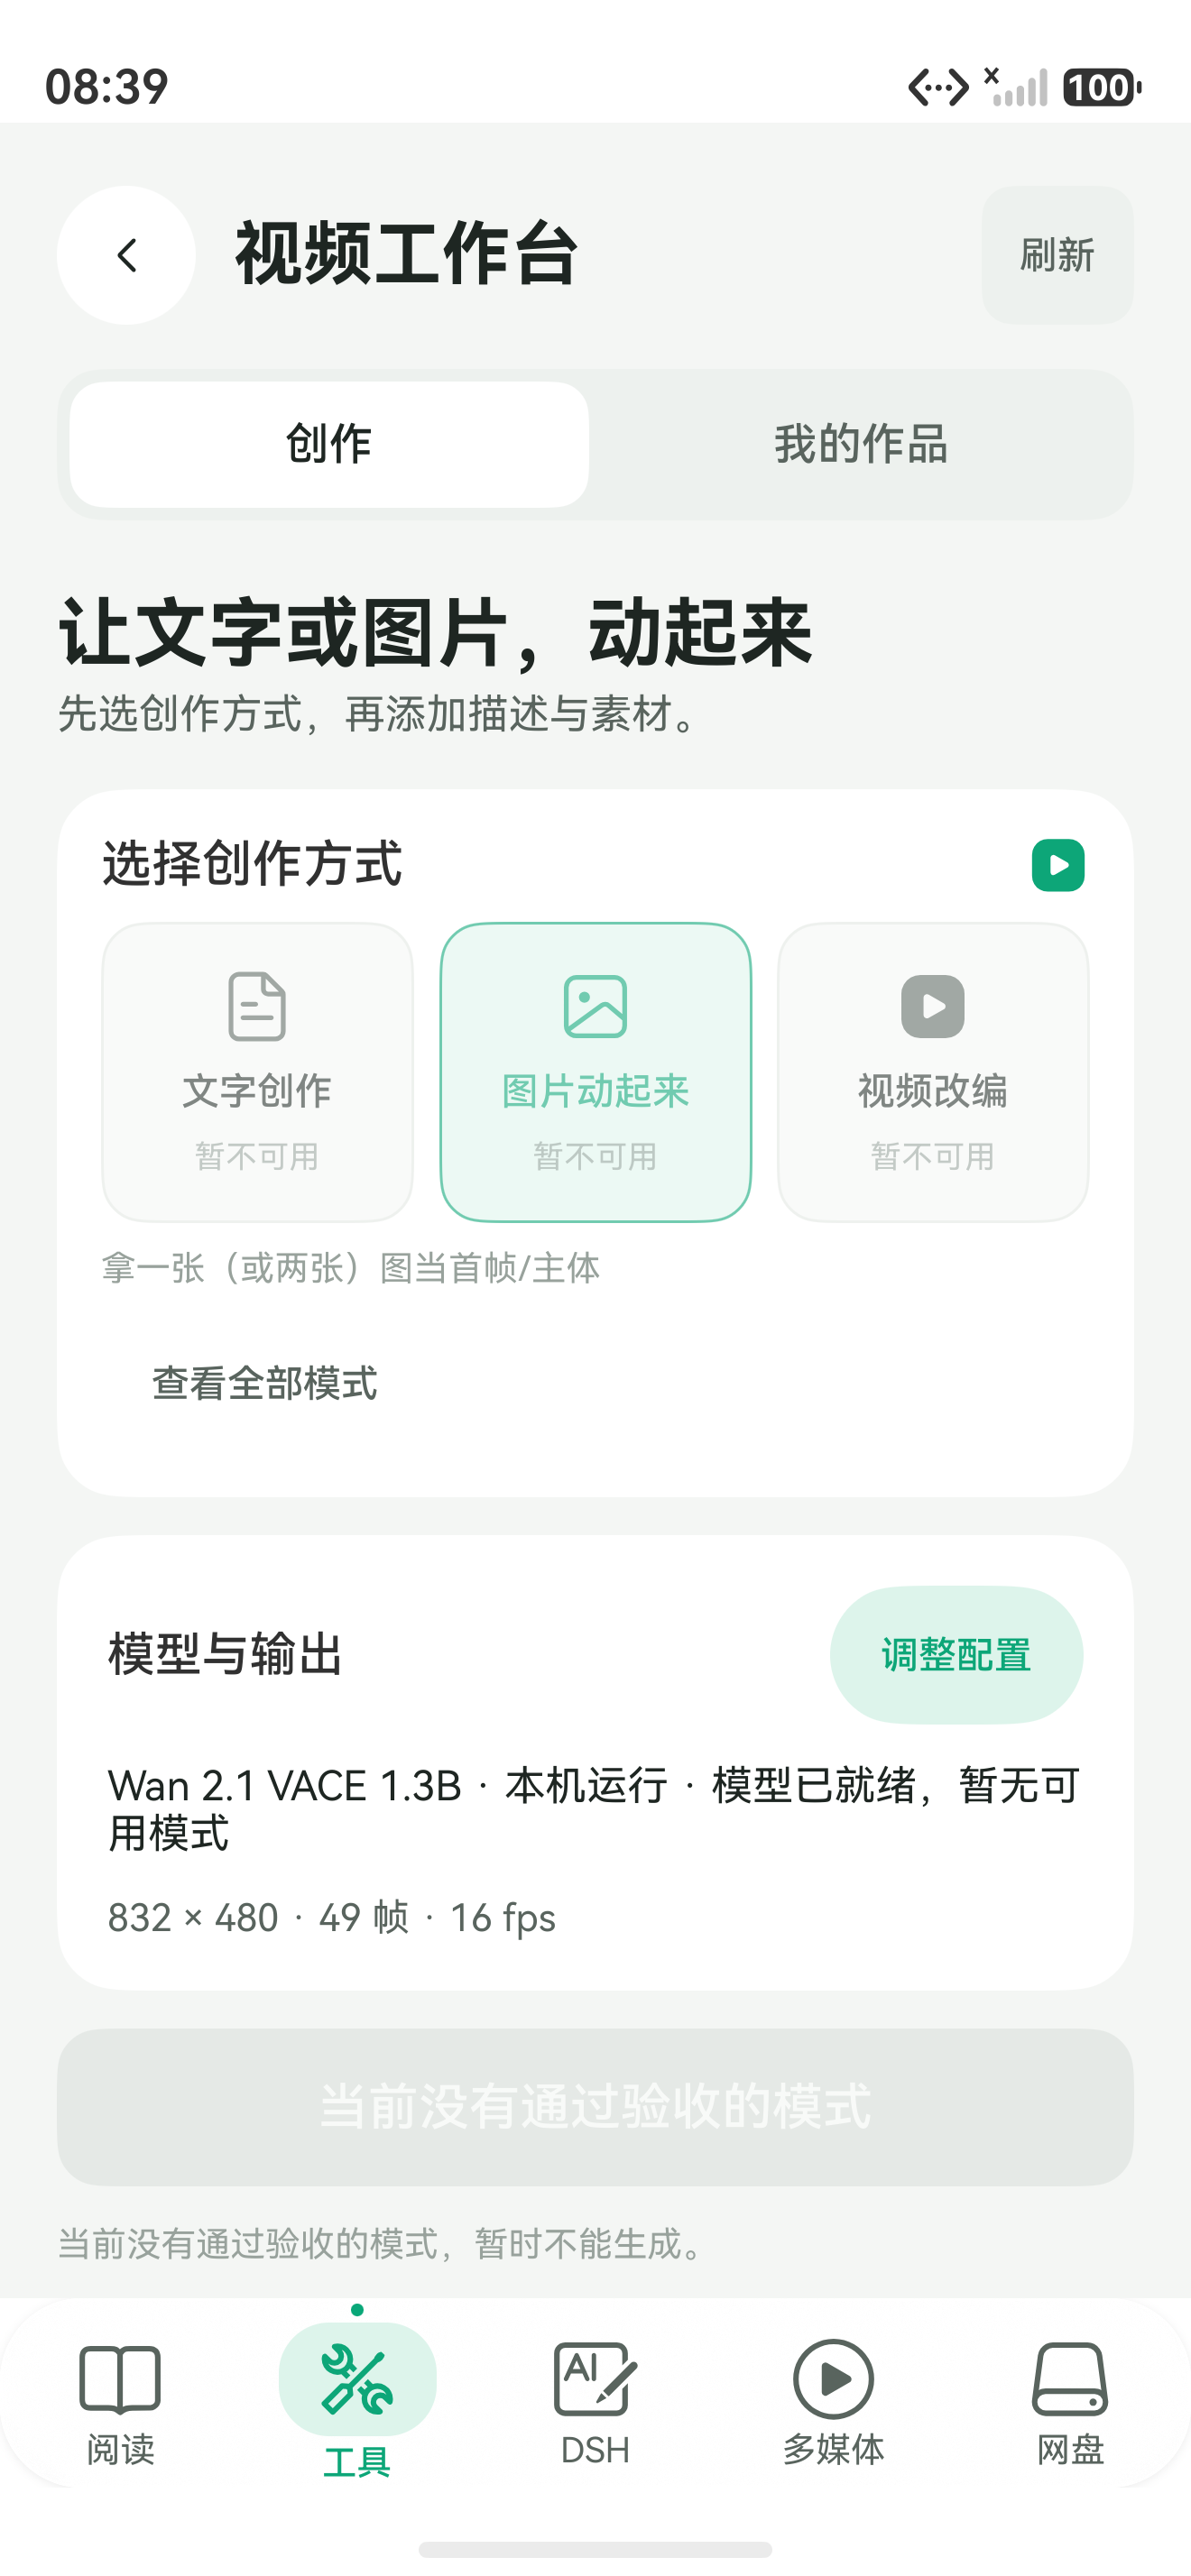 08:39
100
视频工作台
刷新
创作
我的作品
让文字或图片，动起来
先选创作方式，再添加描述与素材。
选择创作方式
文字创作
图片动起来
视频改编
暂不可用
暂不可用
暂不可用
拿一张（或两张）图当首帧/主体
查看全部模式
模型与输出
调整配置
Wan 2.1 VACE 1.3B · 本机运行 · 模型已就绪，暂无可
用模式
832 × 480 · 49 帧 · 16 fps
当前没有通过验收的模式
当前没有通过验收的模式，暂时不能生成。
AI
阅读
工具
DSH
多媒体
网盘